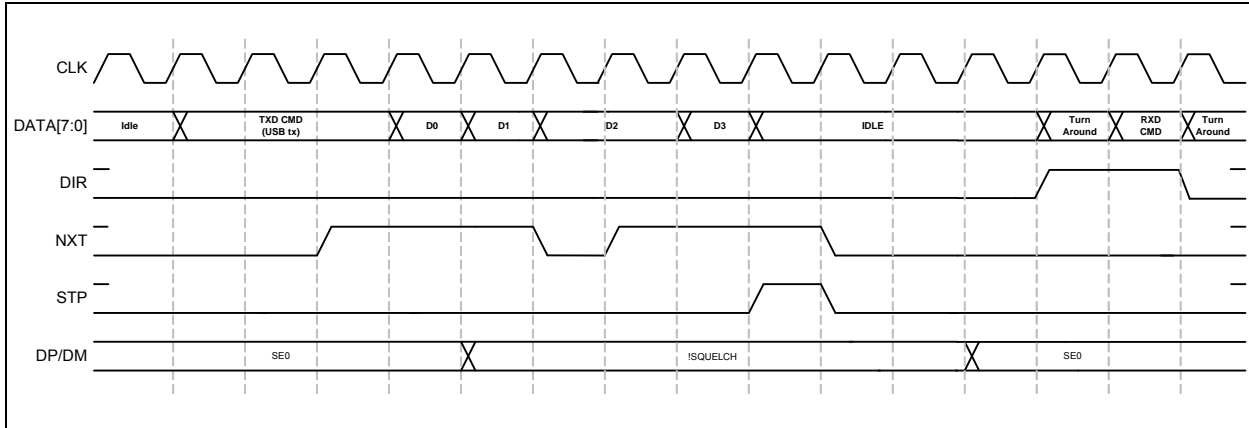 CLK
DATA[7:0]
Idle
TXD CMD
(USB tx)
D0
D1
D2
D3
IDLE
Turn
Around
RXD
CMD
Turn
Around
DIR
NXT
STP
DP/DM
SE0
!SQUELCH
SE0